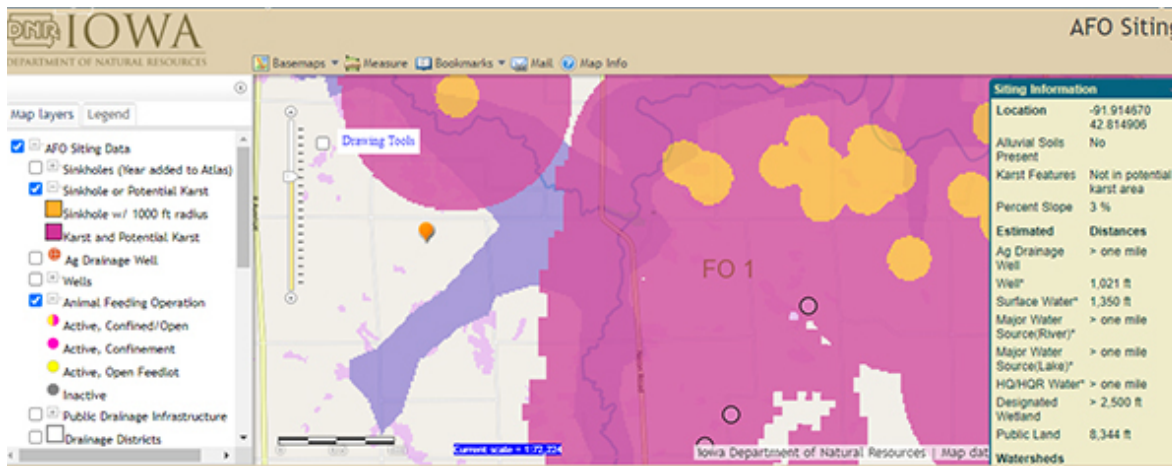 DNR IOWA
DEPARTMENT OF NATURAL RESOURCES
AFO Siting
Basemaps Measure Bookmarks Mail Map Info
Map layers Legend
AFO Siting Data
Sinkholes (Year added to Atlas)
Sinkhole or Potential Karst
Sinkhole w/ 1000 ft radius
Karst and Potential Karst
Ag Drainage Well
Wells
Animal Feeding Operation
Active, Confined/Open
Active, Confinement
Active, Open Feedlot
Inactive
Public Drainage Infrastructure
Drainage Districts
Drawing Tools
FO 1
Current scale = 1:72,224
Iowa Department of Natural Resources | Map dat
Siting Information
Location -91.914670
42.814906
Alluvial Soils No
Present
Karst Features Not in potential
karst area
Percent Slope 3 %
Estimated Distances
Ag Drainage > one mile
Well
Well* 1,021 ft
Surface Water* 1,350 ft
Major Water > one mile
Source(River)*
Major Water > one mile
Source(Lake)*
HQ/HQR Water* > one mile
Designated > 2,500 ft
Wetland
Public Land 8,344 ft
Watersheds